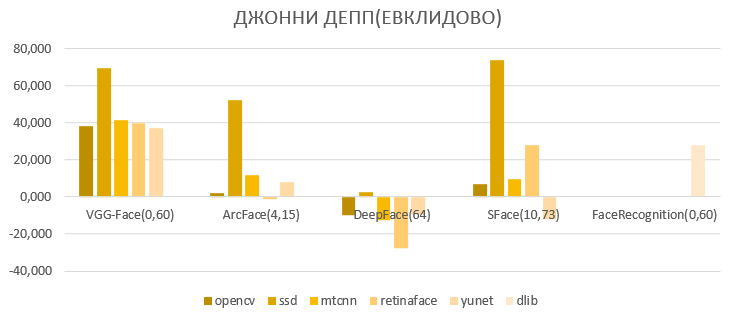 ДЖОННИ ДЕПП(ЕВКЛИДОВО)
80,000
60,000
40,000
20,000
0,000
-20,000
-40,000
VGG-Face(0,60) ArcFace(4,15) DeepFace(64) SFace(10,73) FaceRecognition(0,60)
opencv ssd mtcnn retinaface yunet dlib